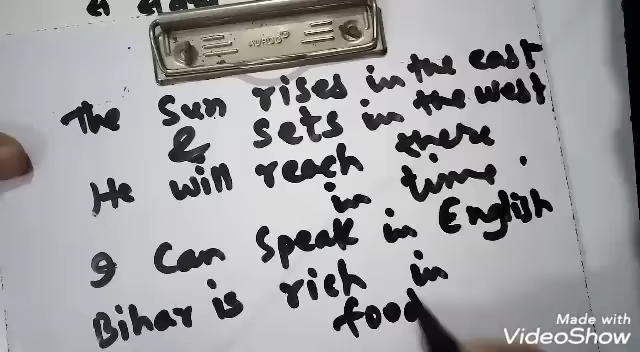 The Sun rises in the east
& sets in the west
He will reach there
in time.
I can speak in English
Bihar is rich in
food
Made with
VideoShow